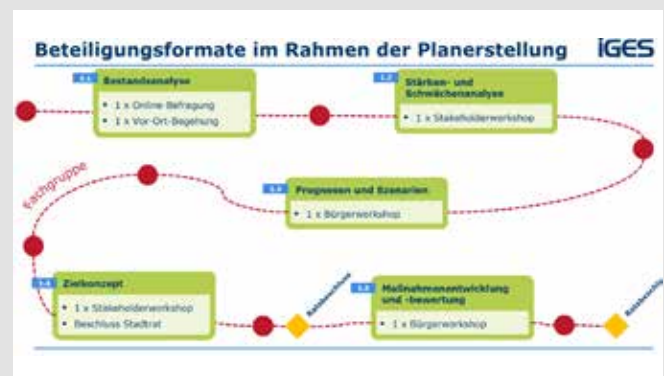 Beteiligungsformate im Rahmen der Planerstellung
IGES
Bestandsanalyse
• 1 x Online Befragung
• 1 x Vor-Ort-Begehung
Stärken- und
Schwächenanalyse
• 1 x Stakeholderworkshop
Fachgruppe
Prognosen und Szenarien
• 1 x Bürgerworkshop
Zielkonzept
• 1 x Stakeholderworkshop
• Beschluss Stadtrat
Ratsbeschluss
Maßnahmenentwicklung
und -bewertung
• 1 x Bürgerworkshop